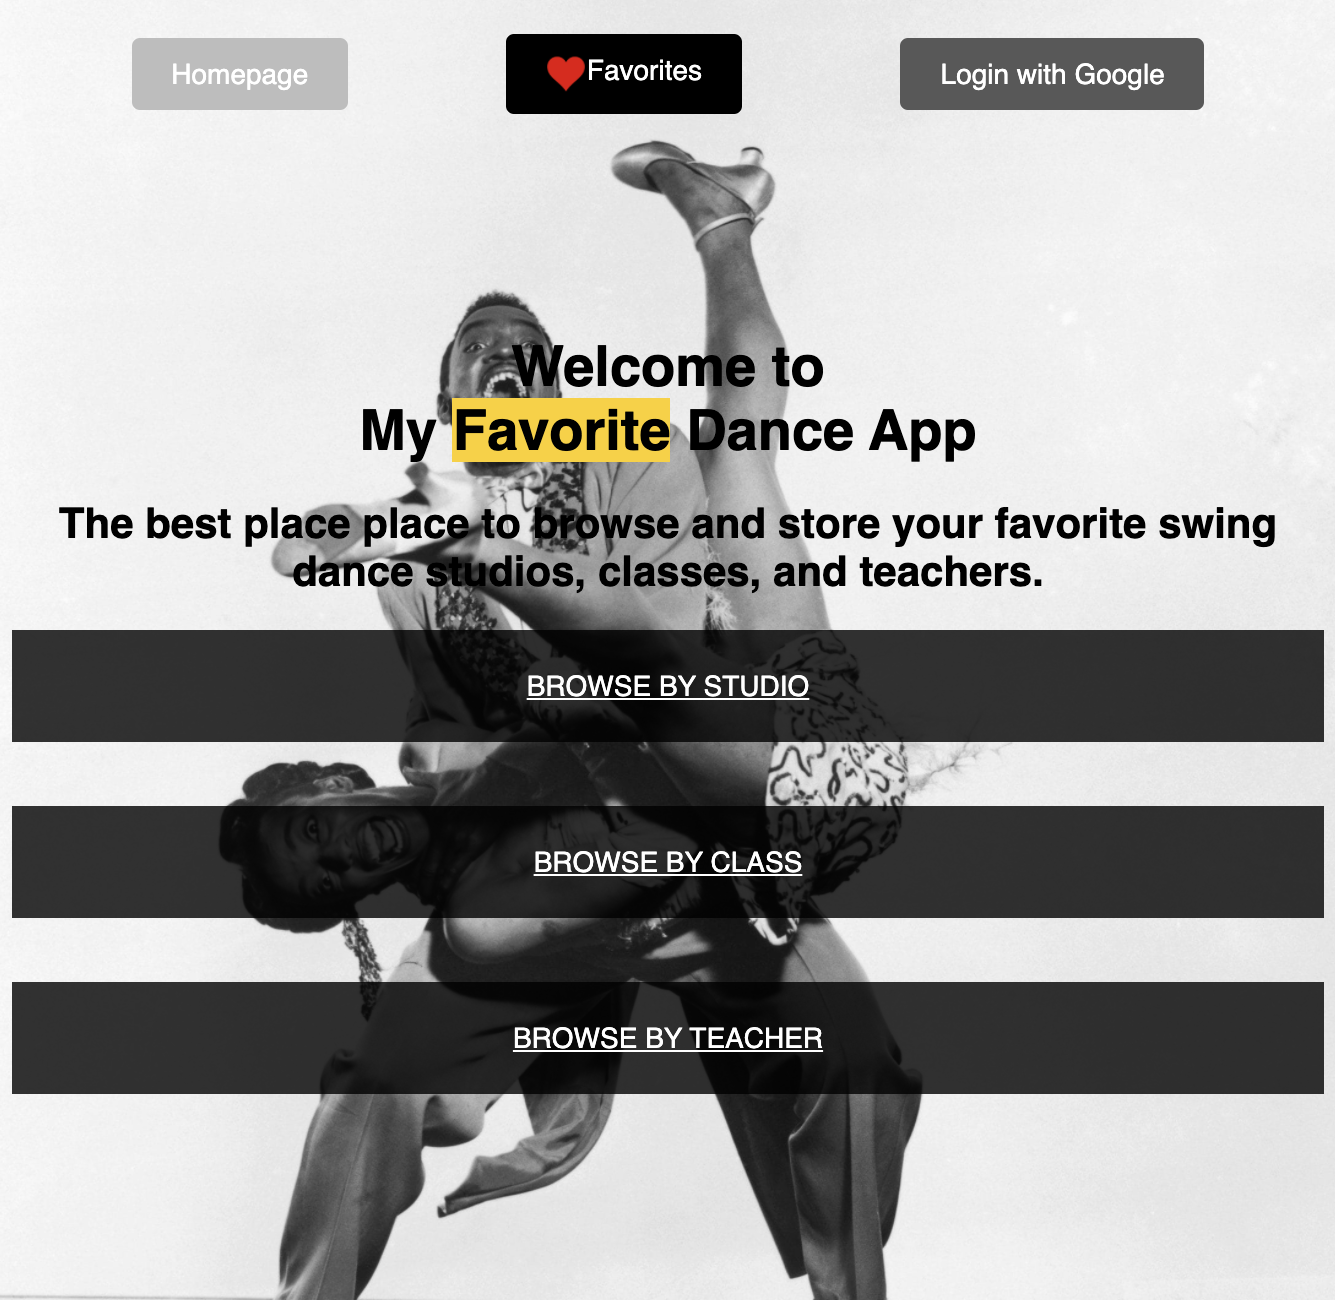 Homepage
Favorites
Login with Google
Welcome to
My Favorite Dance App
The best place place to browse and store your favorite swing
dance studios, classes, and teachers.
BROWSE BY STUDIO
BROWSE BY CLASS
BROWSE BY TEACHER